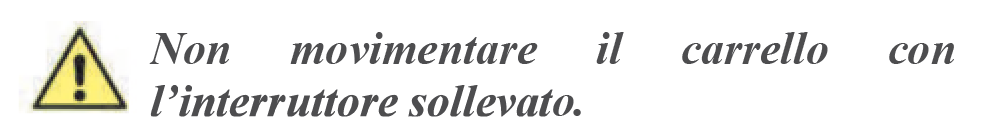 Non movimentare il carrello con
l’interruttore sollevato.